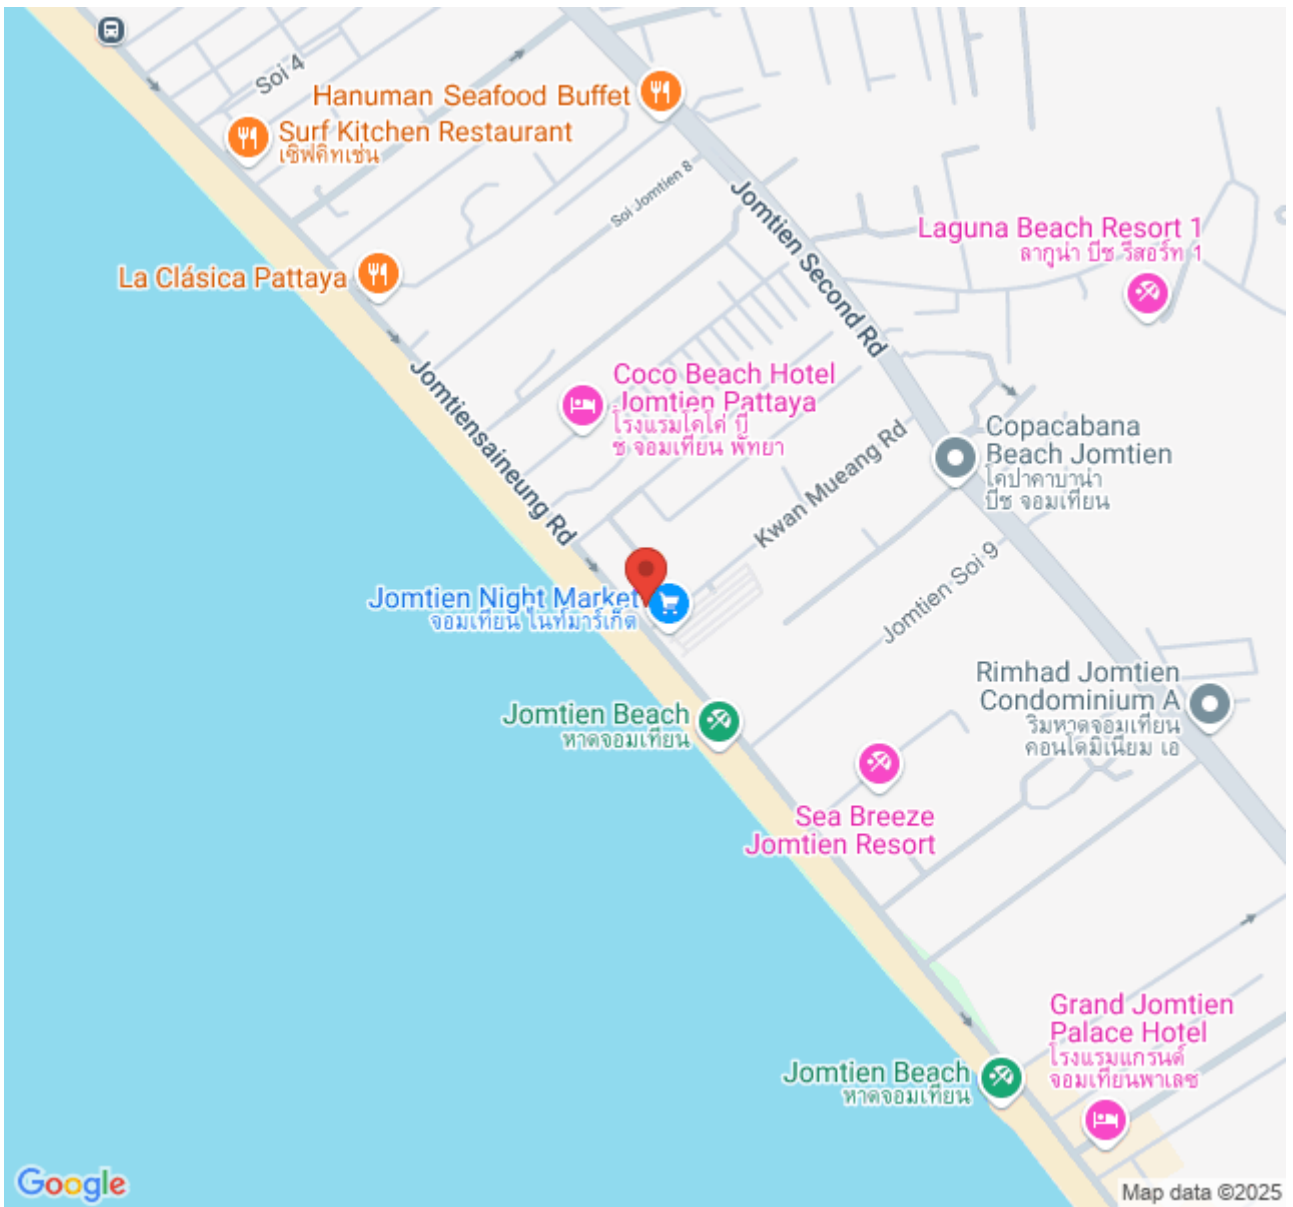 Soi 4
Hanuman Seafood Buffet
Surf Kitchen Restaurant
เซิฟคิทเช่น
Soi Jomtien 8
Jomtien Second Rd
Laguna Beach Resort 1
ลากูน่า บีช รีสอร์ท 1
La Clásica Pattaya
Jomtiensaineung Rd
Coco Beach Hotel
Jomtien Pattaya
โรงแรมโคโค่ บี
ช จอมเทียน พัทยา
Kwan Mueang Rd
Copacabana
Beach Jomtien
โคปาคาบาน่า
บีช จอมเทียน
Jomtien Night Market
จอมเทียน ไนท์มาร์เก็ต
Jomtien Soi 9
Rimhad Jomtien
Condominium A
ริมหาดจอมเทียน
คอนโดมิเนียม เอ
Jomtien Beach
หาดจอมเทียน
Sea Breeze
Jomtien Resort
Grand Jomtien
Palace Hotel
โรงแรมแกรนด์
จอมเทียนพาเลซ
Jomtien Beach
หาดจอมเทียน
Google
Map data ©2025